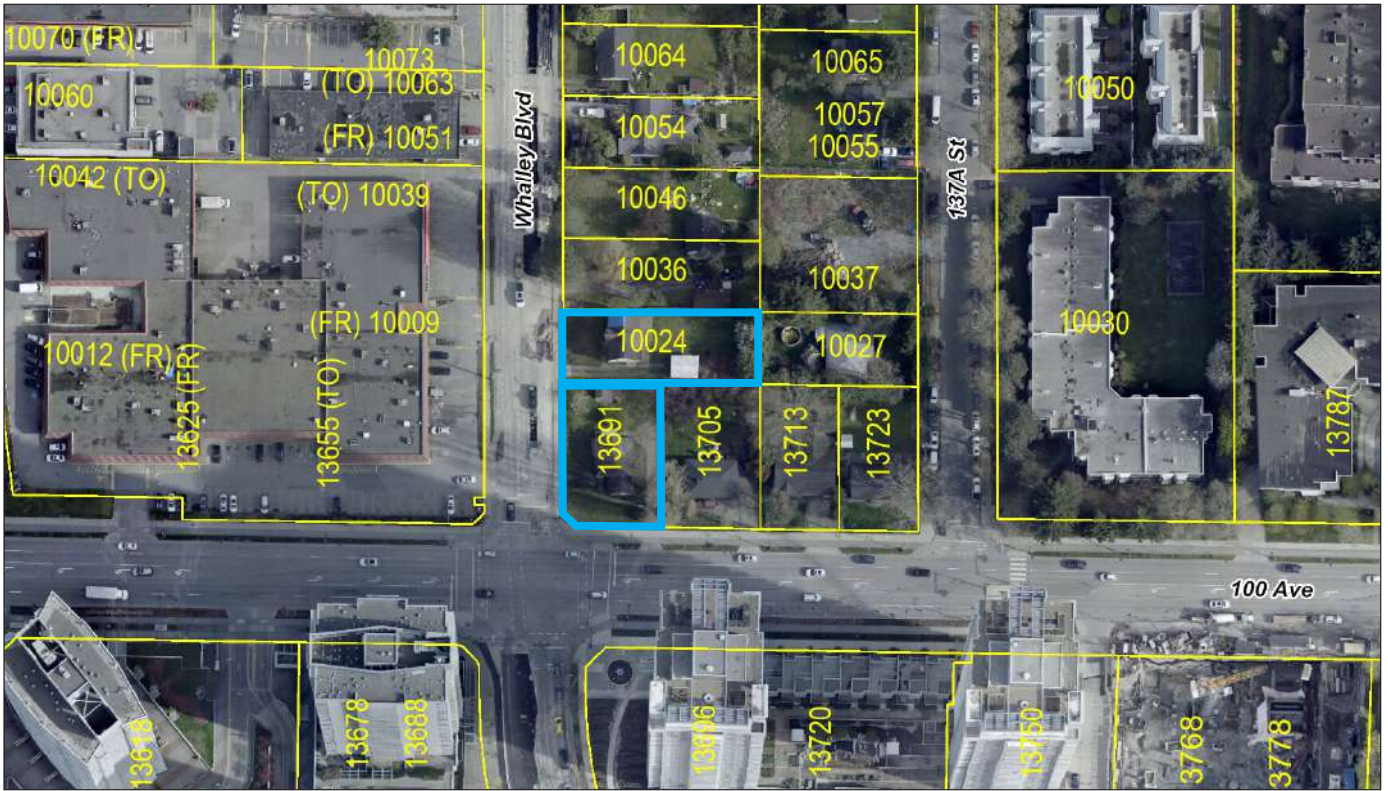 10070 (FR)
10073
10060
(TO) 10063
(FR) 10051
10042 (TO)
(TO) 10039
(FR) 10009
10012 (FR)
13625 (FR)
13655 (TO)
Whalley Blvd
10064
10054
10046
10036
10024
13691
13705
13713
13723
10065
10057
10055
10037
10027
137A St
10050
10030
13787
100 Ave
13618
13678
13688
13696
13720
13750
3768
3778